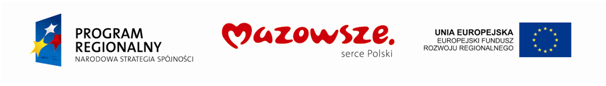 PROGRAM
REGIONALNY
NARODOWA STRATEGIA SPÓJNOŚCI
mazowsze.
serce Polski
UNIA EUROPEJSKA
EUROPEJSKI FUNDUSZ
ROZWOJU REGIONALNEGO